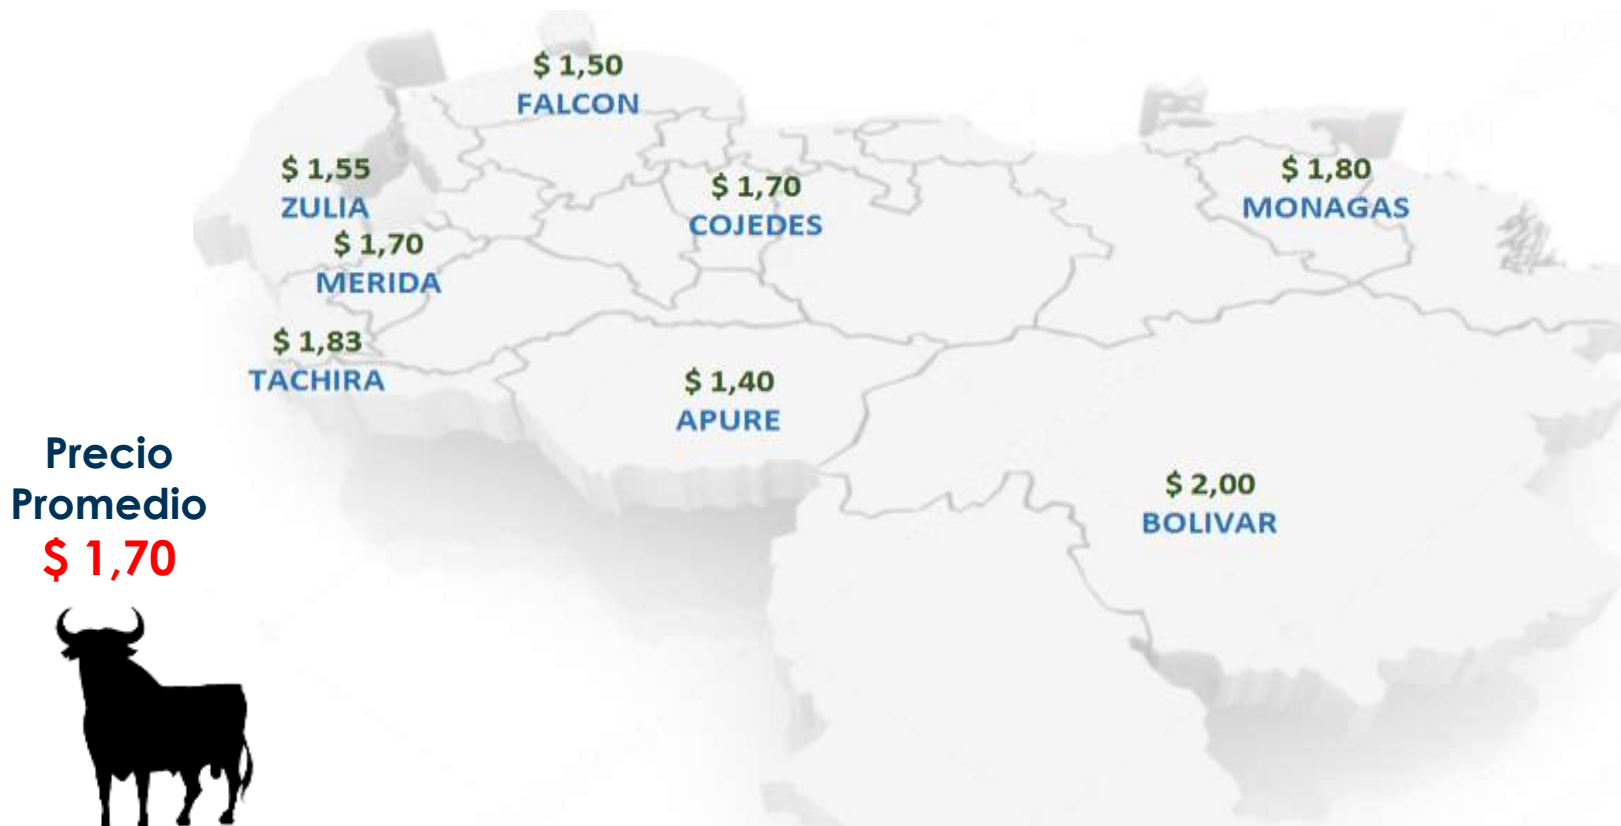 $ 1,50
FALCON
$ 1,55
ZULIA
$ 1,70
COJEDES
$ 1,80
MONAGAS
$ 1,70
MERIDA
$ 1,83
TACHIRA
$ 1,40
APURE
$ 2,00
BOLIVAR
Precio
Promedio
$ 1,70